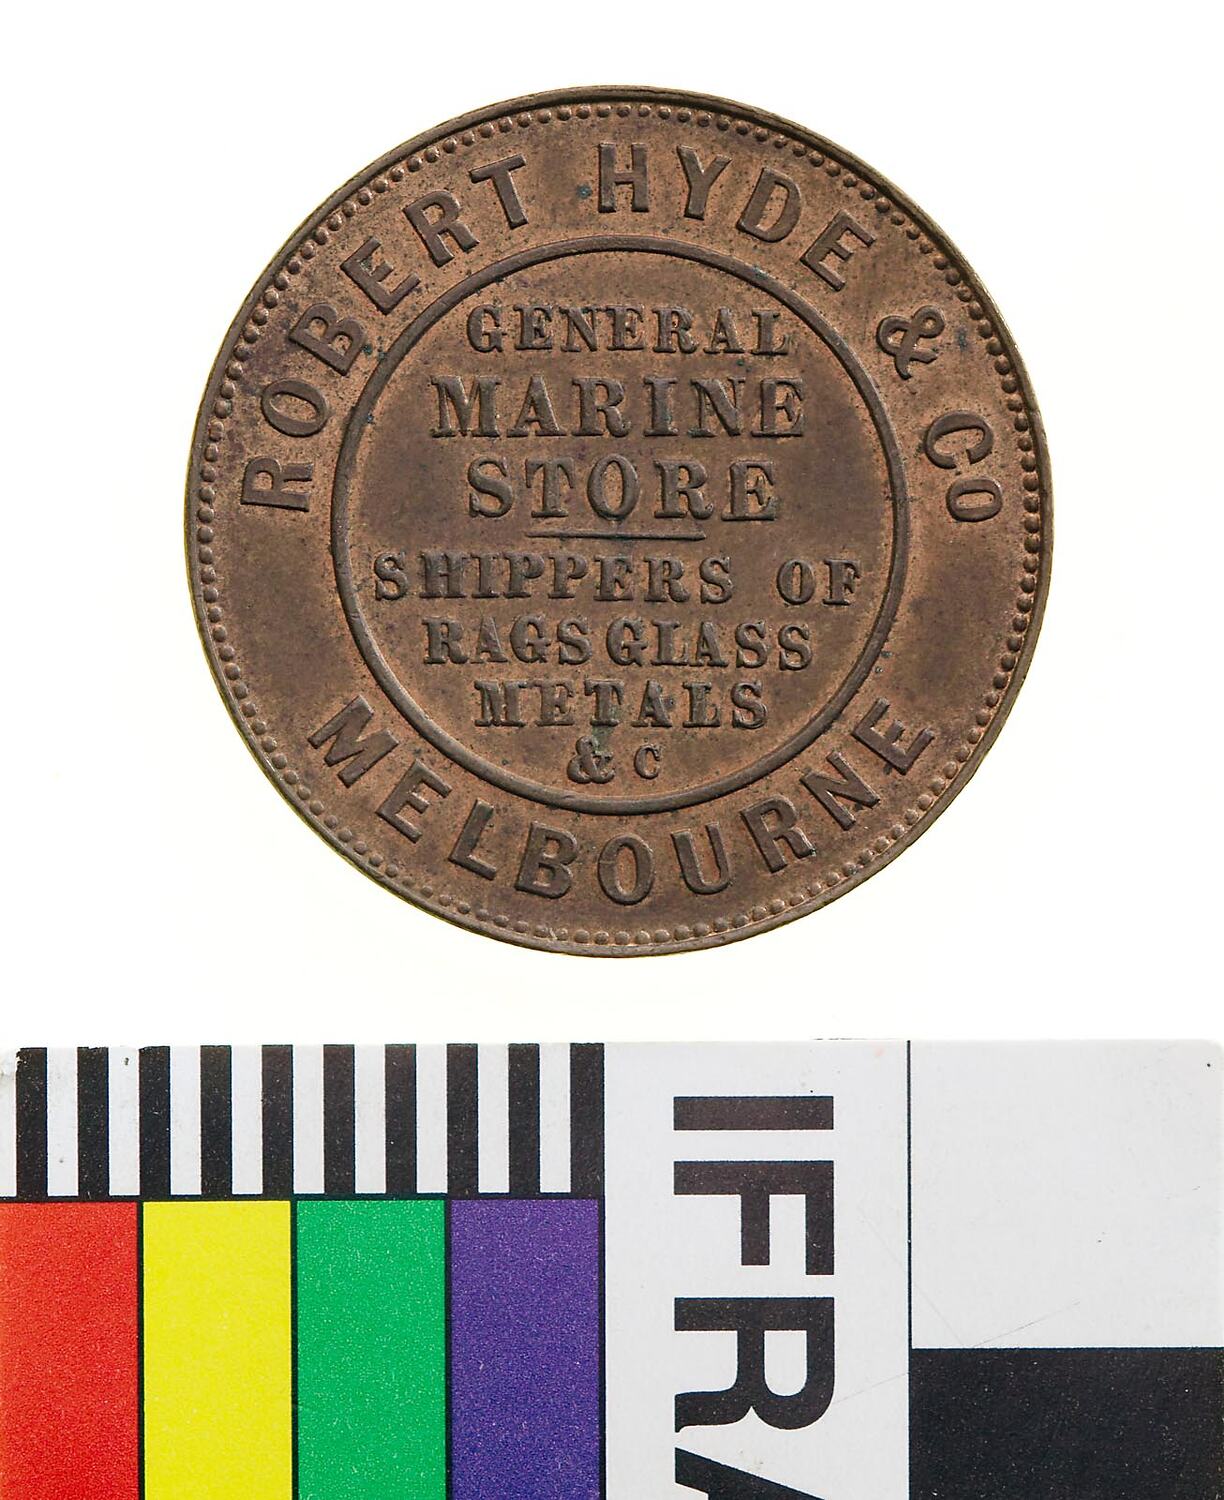 ROBERT HYDE & CO
GENERAL
MARINE
STORE
SHIPPERS OF
RAGS GLASS
METALS
& C
MELBOURNE
IFRA